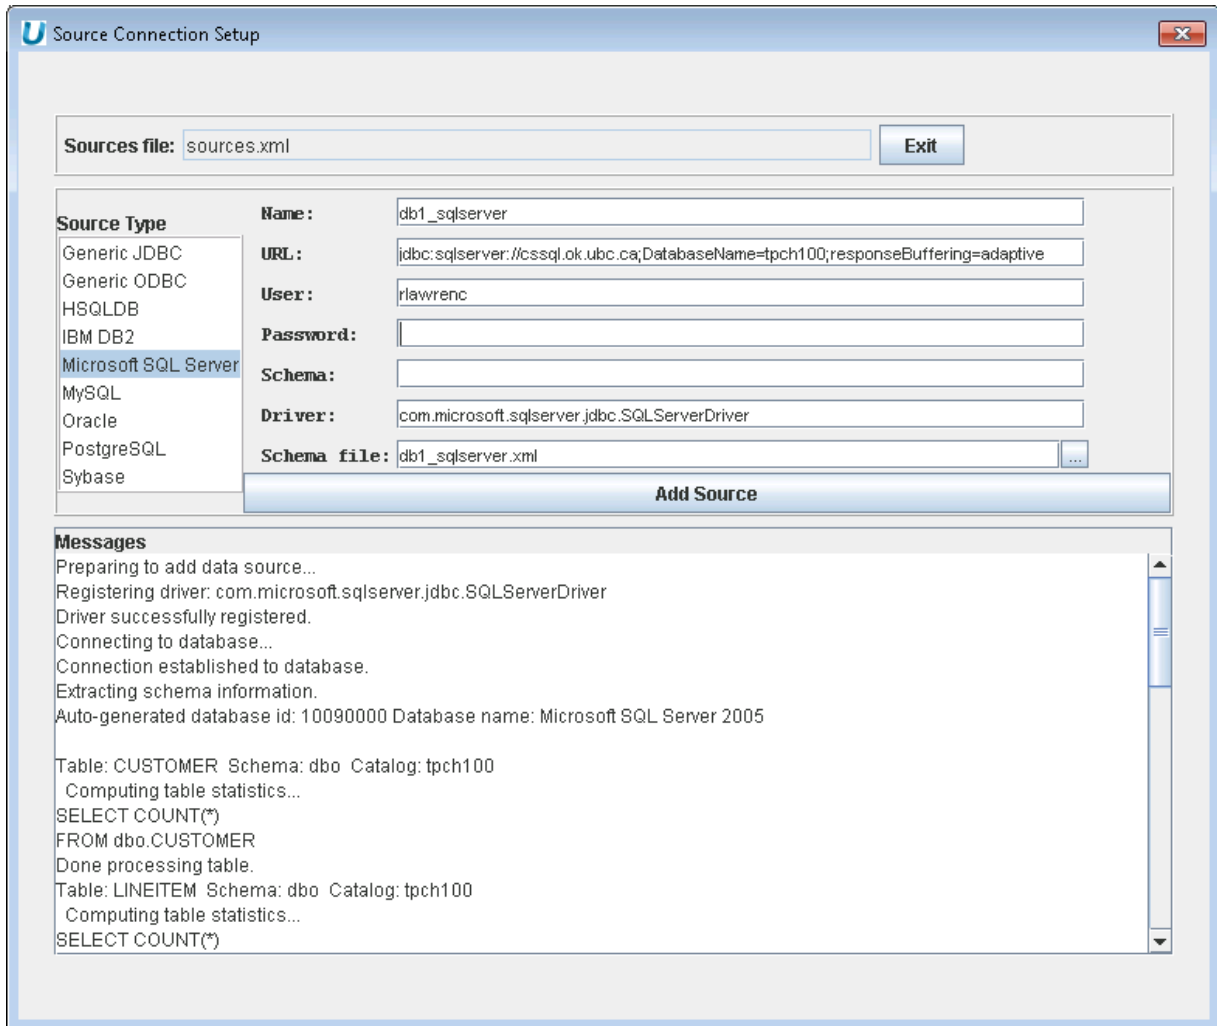 Source Connection Setup
Sources file: sources.xml Exit
Source Type
Generic JDBC
Generic ODBC
HSQLDB
IBM DB2
Microsoft SQL Server
MySQL
Oracle
PostgreSQL
Sybase
Name: db1_sqlserver
URL: jdbc:sqlserver://cssql.ok.ubc.ca;DatabaseName=tpch100;responseBuffering=adaptive
User: rlawrenc
Password:
Schema:
Driver: com.microsoft.sqlserver.jdbc.SQLServerDriver
Schema file: db1_sqlserver.xml ...
Add Source
Messages
Preparing to add data source...
Registering driver: com.microsoft.sqlserver.jdbc.SQLServerDriver
Driver successfully registered.
Connecting to database...
Connection established to database.
Extracting schema information.
Auto-generated database id: 10090000 Database name: Microsoft SQL Server 2005
Table: CUSTOMER  Schema: dbo  Catalog: tpch100
Computing table statistics...
SELECT COUNT(*)
FROM dbo.CUSTOMER
Done processing table.
Table: LINEITEM  Schema: dbo  Catalog: tpch100
Computing table statistics...
SELECT COUNT(*)